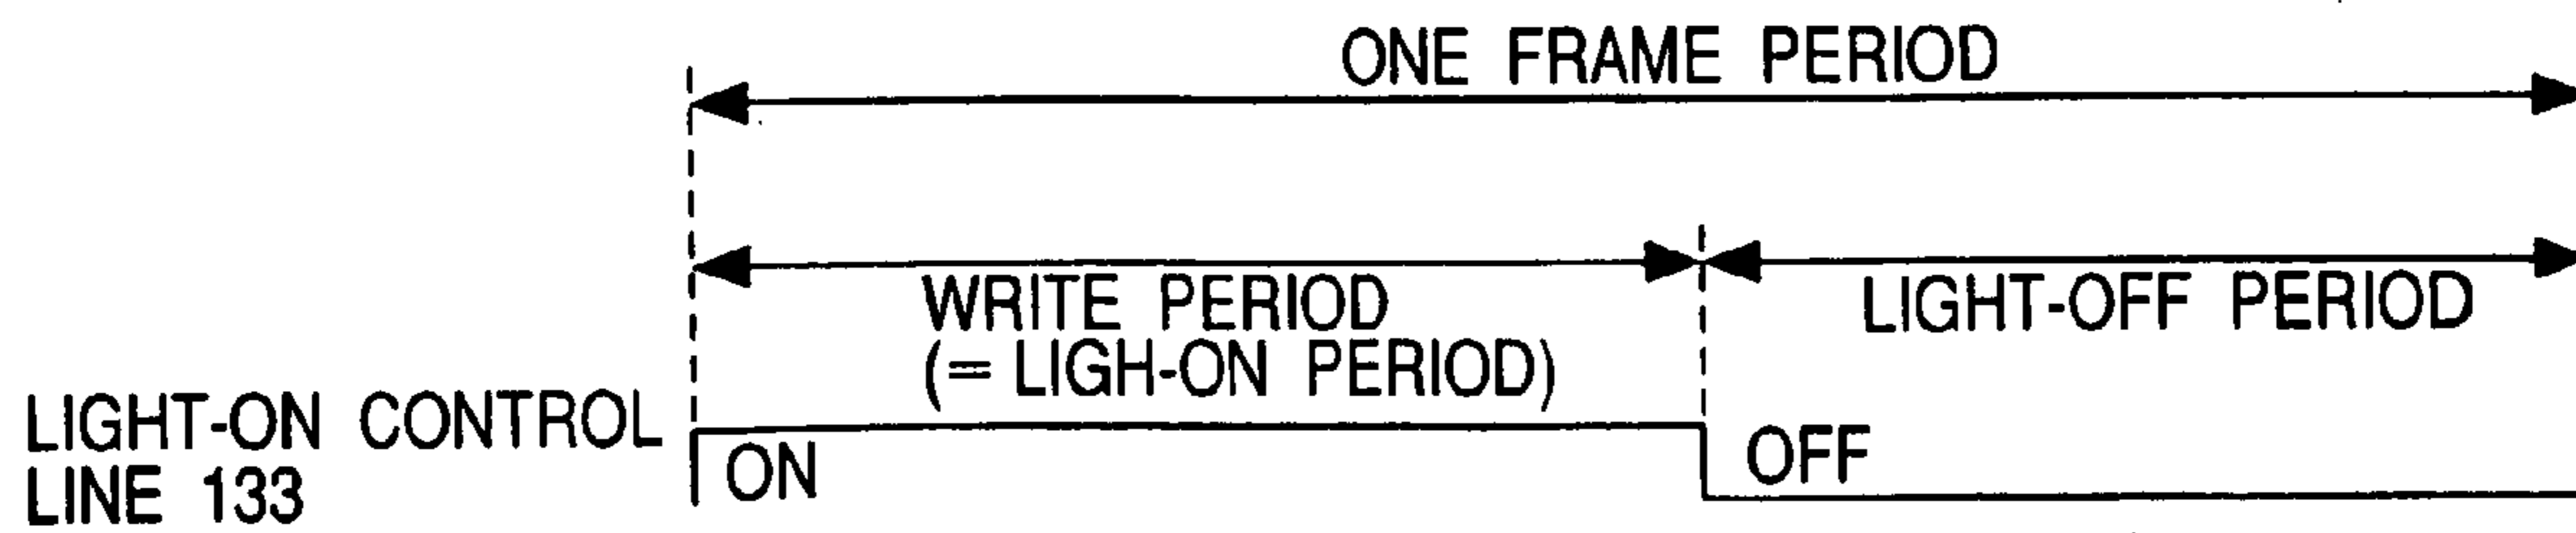 ONE FRAME PERIOD
WRITE PERIOD
(= LIGH-ON PERIOD)
LIGHT-OFF PERIOD
LIGHT-ON CONTROL
LINE 133
ON
OFF